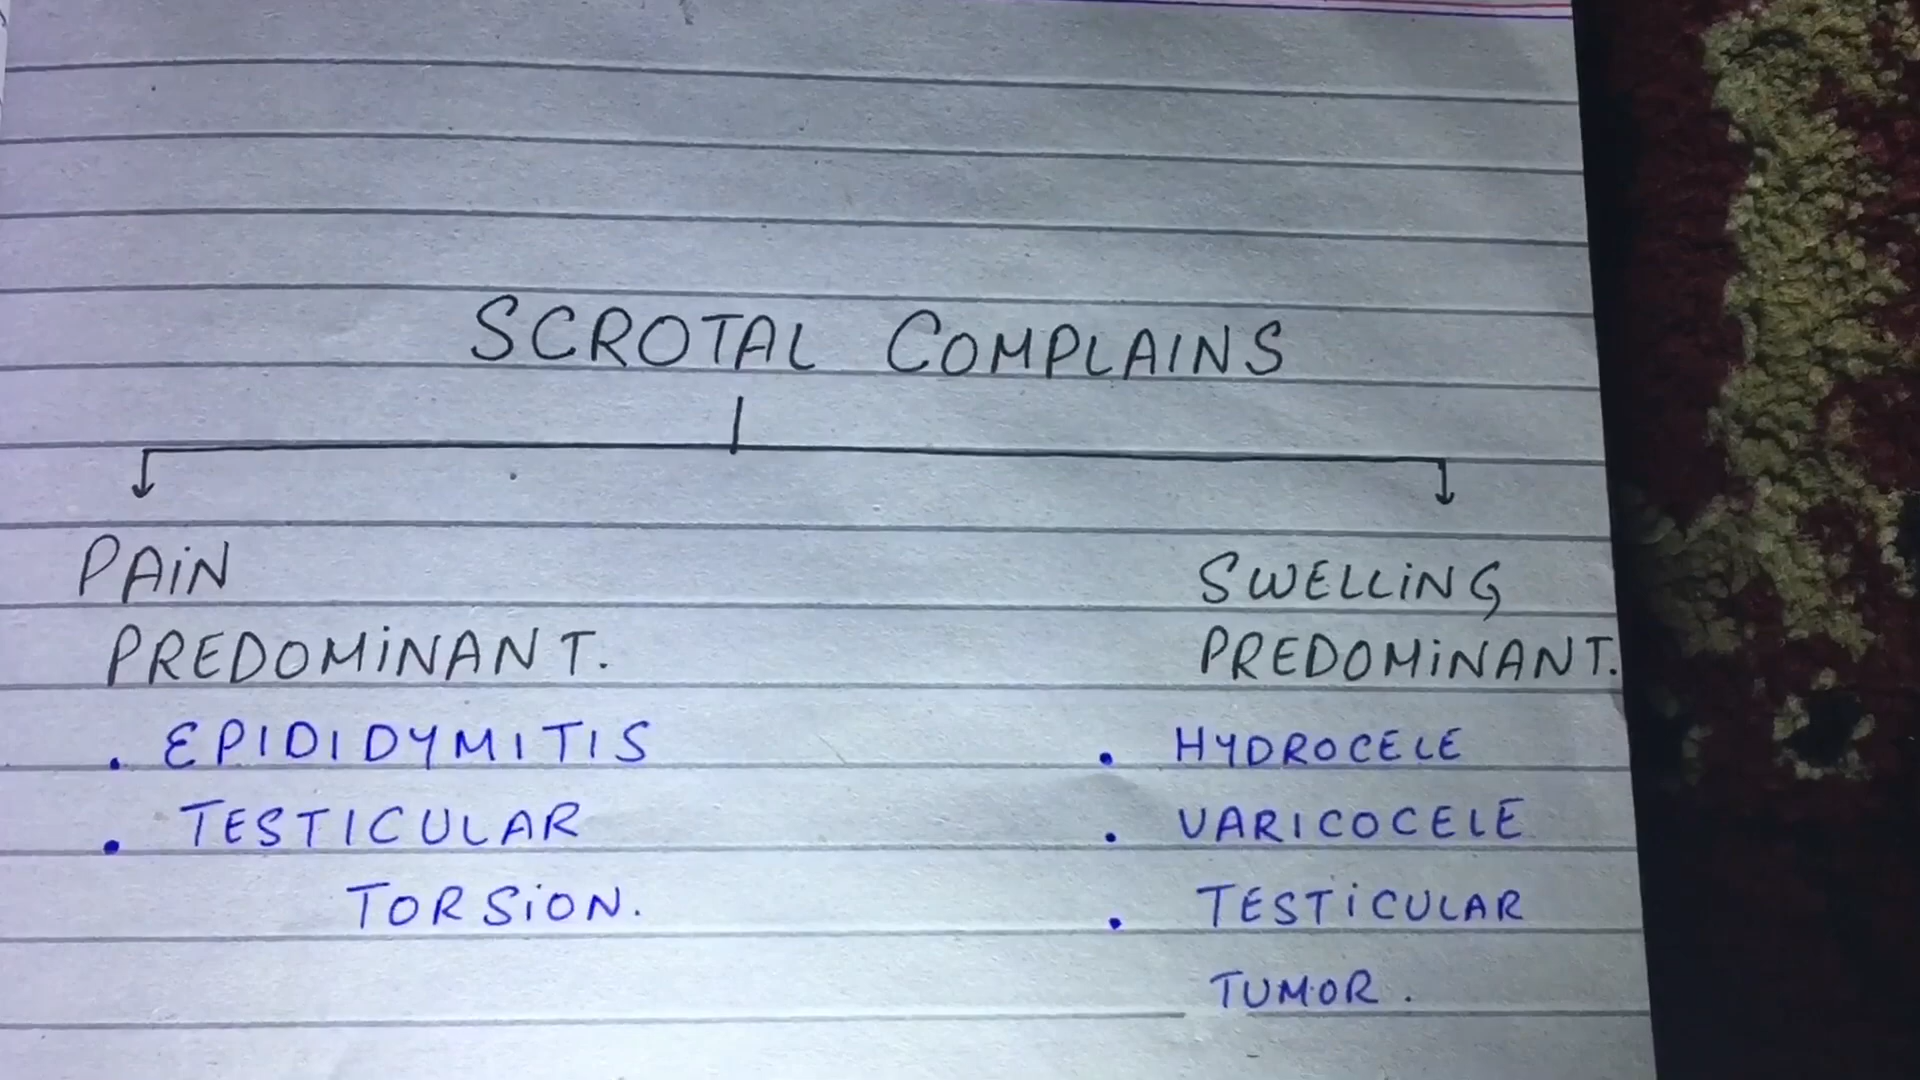 SCROTAL COMPLAINS
PAIN
PREDOMINANT.
. EPIDIDYMITIS
. TESTICULAR
TORSION.
SWELLING
PREDOMINANT.
. HYDROCELE
. VARICOCELE
. TESTICULAR
TUMOR.